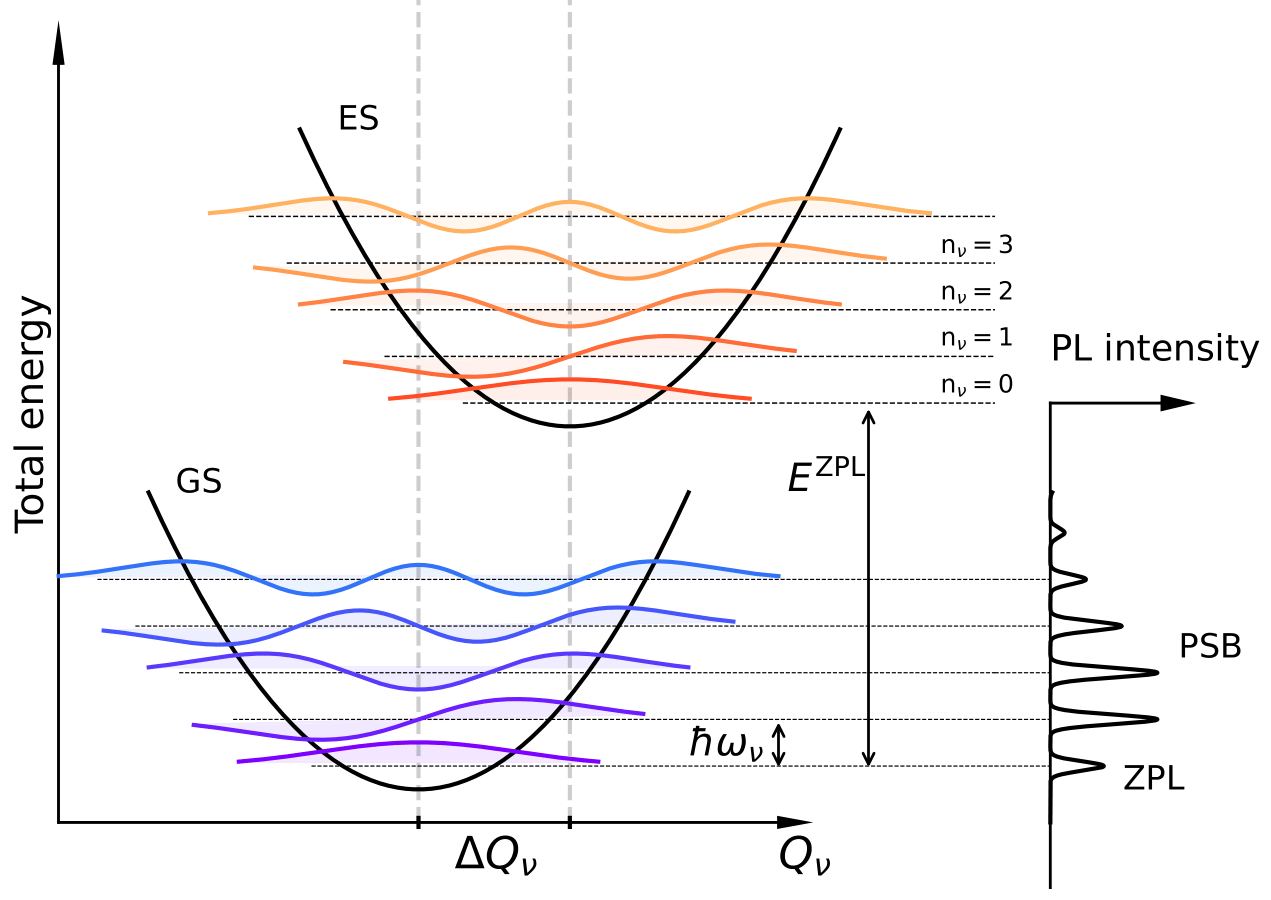 ES
n_ν = 3
n_ν = 2
n_ν = 1
n_ν = 0
PL intensity
Total energy
GS
E^ZPL
ħω_ν
PSB
ZPL
ΔQ_ν
Q_ν